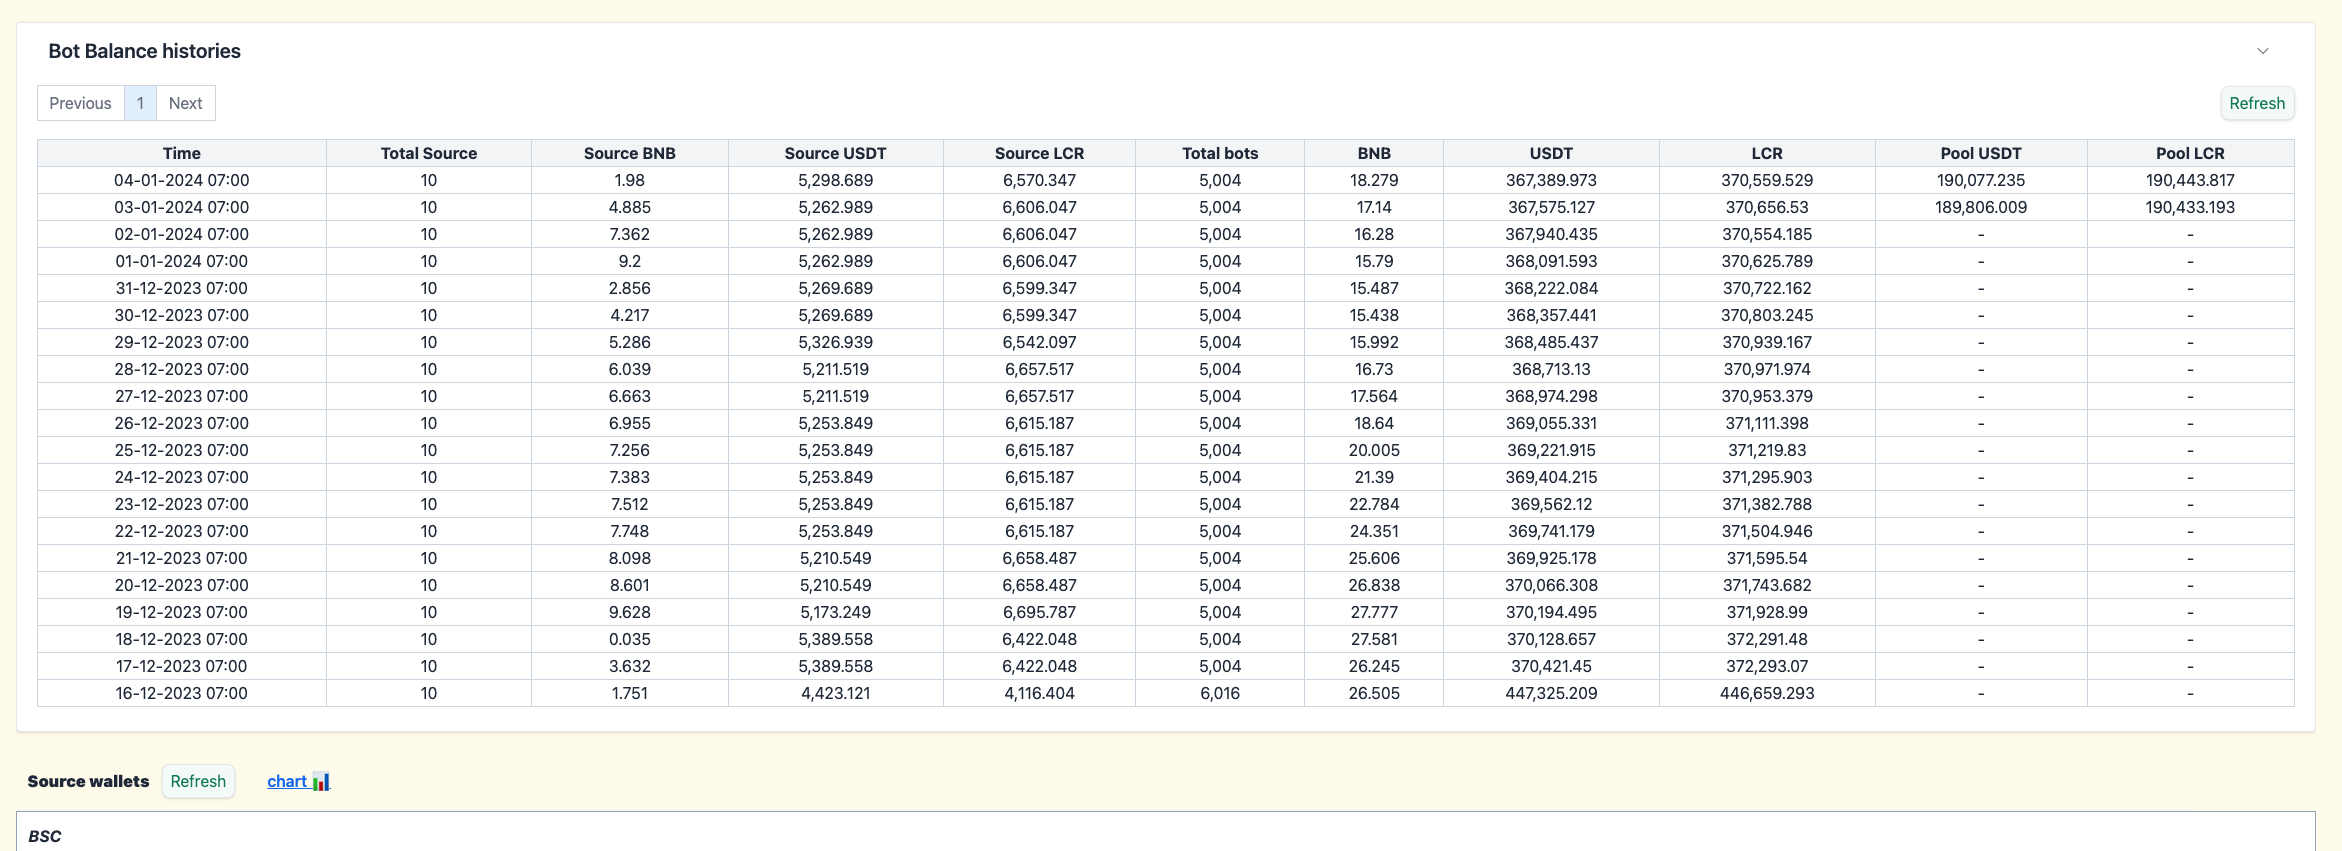 Bot Balance histories
Previous 1 Next Refresh
Time Total Source Source BNB Source USDT Source LCR Total bots BNB USDT LCR Pool USDT Pool LCR
04-01-2024 07:00 10 1.98 5,298.689 6,570.347 5,004 18.279 367,389.973 370,559.529 190,077.235 190,443.817
03-01-2024 07:00 10 4.885 5,262.989 6,606.047 5,004 17.14 367,575.127 370,656.53 189,806.009 190,433.193
02-01-2024 07:00 10 7.362 5,262.989 6,606.047 5,004 16.28 367,940.435 370,554.185 - -
01-01-2024 07:00 10 9.2 5,262.989 6,606.047 5,004 15.79 368,091.593 370,625.789 - -
31-12-2023 07:00 10 2.856 5,269.689 6,599.347 5,004 15.487 368,222.084 370,722.162 - -
30-12-2023 07:00 10 4.217 5,269.689 6,599.347 5,004 15.438 368,357.441 370,803.245 - -
29-12-2023 07:00 10 5.286 5,326.939 6,542.097 5,004 15.992 368,485.437 370,939.167 - -
28-12-2023 07:00 10 6.039 5,211.519 6,657.517 5,004 16.73 368,713.13 370,971.974 - -
27-12-2023 07:00 10 6.663 5,211.519 6,657.517 5,004 17.564 368,974.298 370,953.379 - -
26-12-2023 07:00 10 6.955 5,253.849 6,615.187 5,004 18.64 369,055.331 371,111.398 - -
25-12-2023 07:00 10 7.256 5,253.849 6,615.187 5,004 20.005 369,221.915 371,219.83 - -
24-12-2023 07:00 10 7.383 5,253.849 6,615.187 5,004 21.39 369,404.215 371,295.903 - -
23-12-2023 07:00 10 7.512 5,253.849 6,615.187 5,004 22.784 369,562.12 371,382.788 - -
22-12-2023 07:00 10 7.748 5,253.849 6,615.187 5,004 24.351 369,741.179 371,504.946 - -
21-12-2023 07:00 10 8.098 5,210.549 6,658.487 5,004 25.606 369,925.178 371,595.54 - -
20-12-2023 07:00 10 8.601 5,210.549 6,658.487 5,004 26.838 370,066.308 371,743.682 - -
19-12-2023 07:00 10 9.628 5,173.249 6,695.787 5,004 27.777 370,194.495 371,928.99 - -
18-12-2023 07:00 10 0.035 5,389.558 6,422.048 5,004 27.581 370,128.657 372,291.48 - -
17-12-2023 07:00 10 3.632 5,389.558 6,422.048 5,004 26.245 370,421.45 372,293.07 - -
16-12-2023 07:00 10 1.751 4,423.121 4,116.404 6,016 26.505 447,325.209 446,659.293 - -
Source wallets Refresh chart
BSC